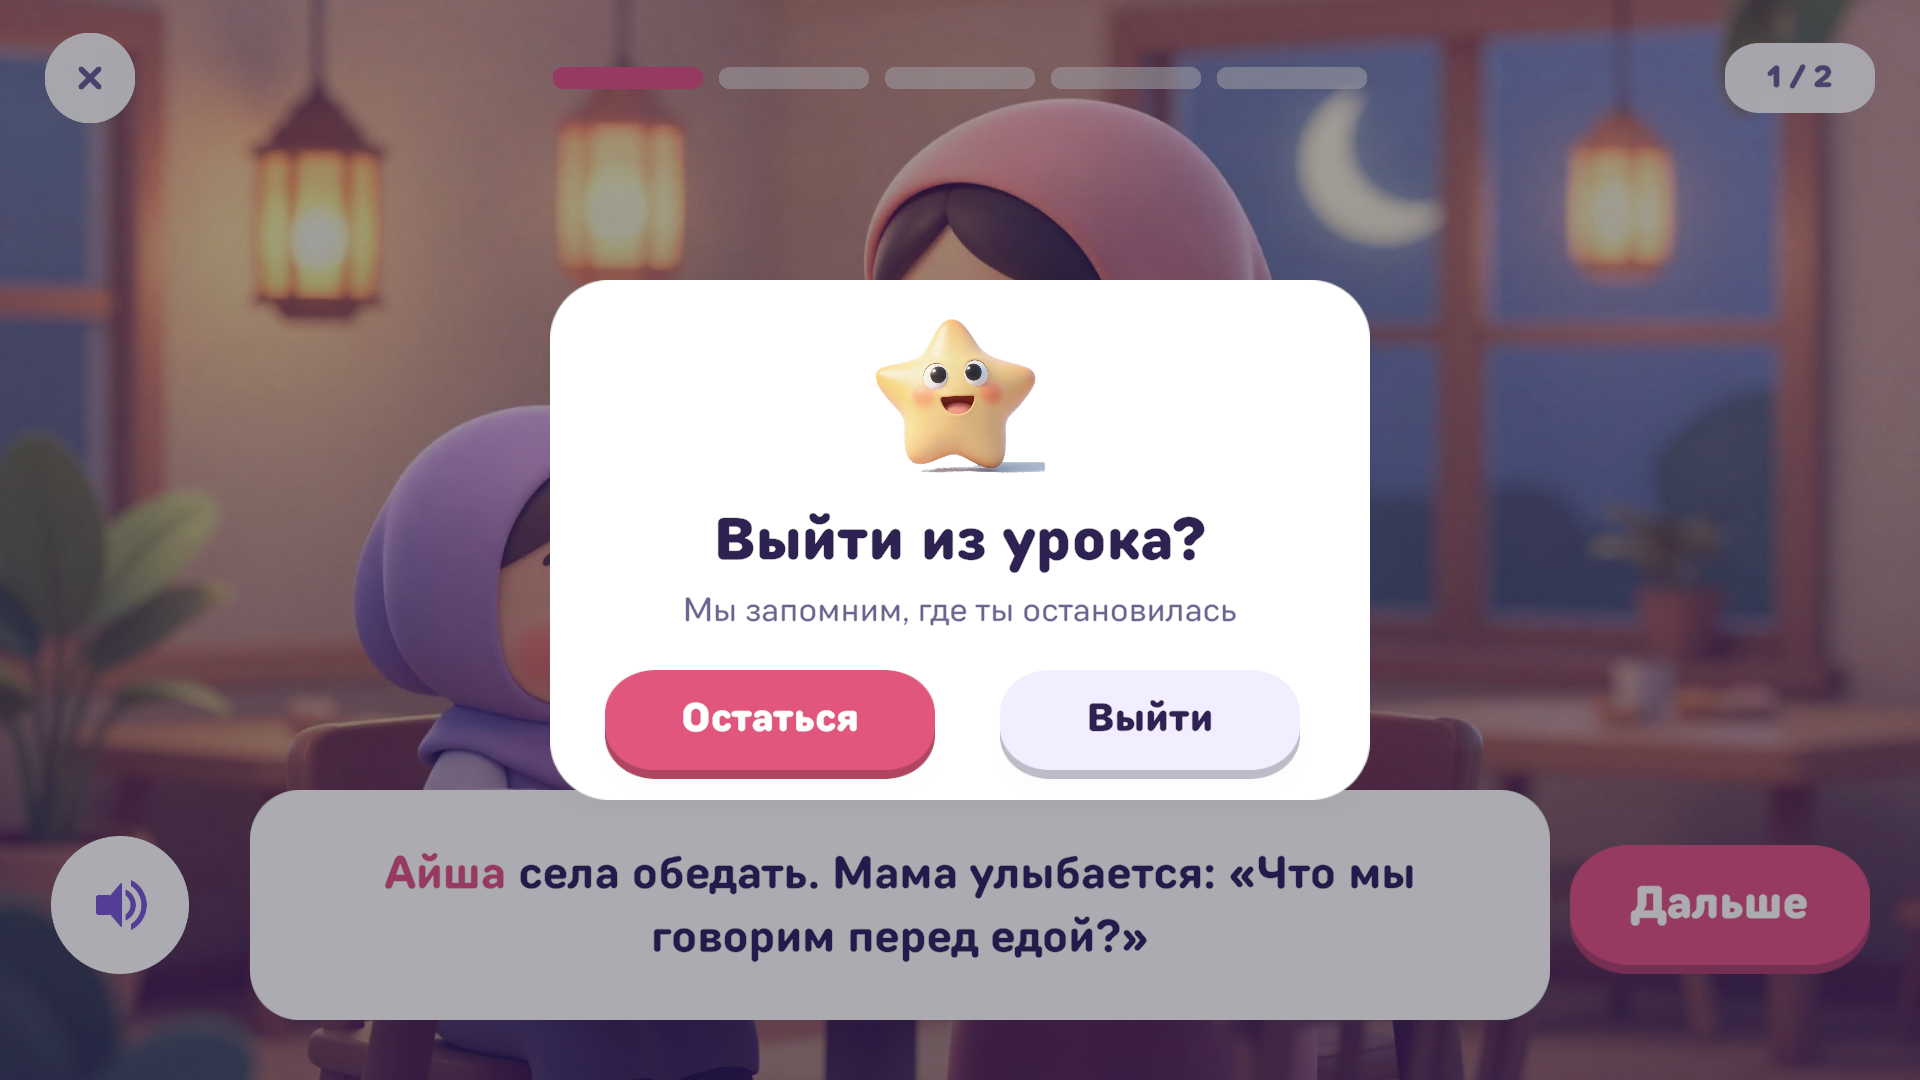 1 / 2
Выйти из урока?
Мы запомним, где ты остановилась
Остаться
Выйти
Айша села обедать. Мама улыбается: «Что мы
говорим перед едой?»
Дальше